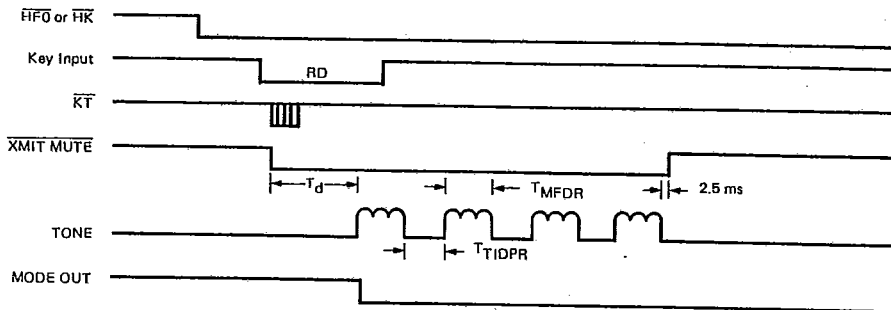 HFO or HK
Key Input
RD
KT
XMIT MUTE
Td
TMFDR
2.5 ms
TONE
TTIDPR
MODE OUT